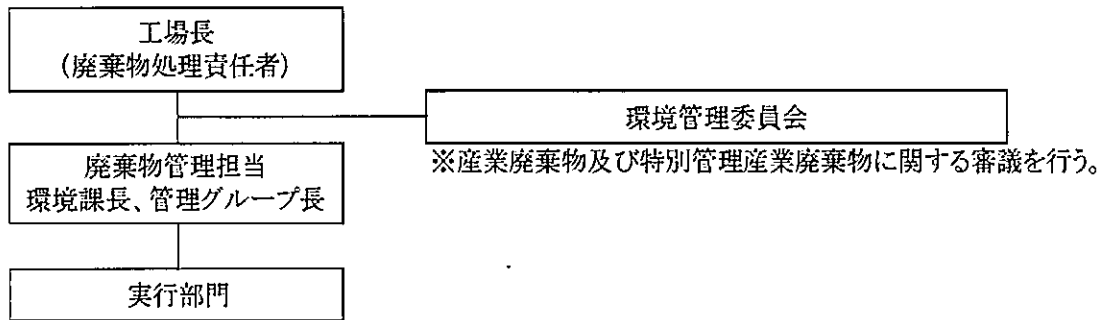 工場長
(廃棄物処理責任者)
環境管理委員会
※産業廃棄物及び特別管理産業廃棄物に関する審議を行う。
廃棄物管理担当
環境課長、管理グループ長
実行部門